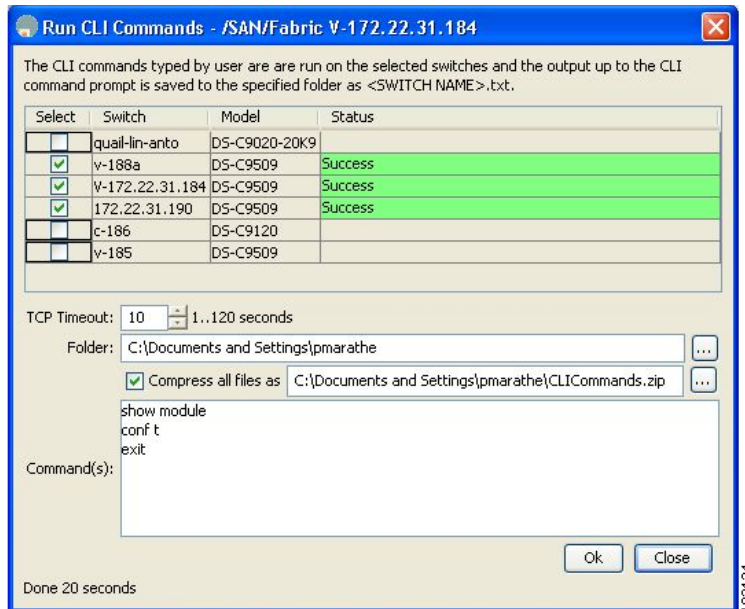 Run CLI Commands - /SAN/Fabric V-172.22.31.184
The CLI commands typed by user are are run on the selected switches and the output up to the CLI
command prompt is saved to the specified folder as <SWITCH NAME>.txt.
Select Switch Model Status
quail-lin-anto DS-C9020-20K9
v-188a DS-C9509 Success
V-172.22.31.184 DS-C9509 Success
172.22.31.190 DS-C9509 Success
c-186 DS-C9120
v-185 DS-C9509
TCP Timeout: 10 1..120 seconds
Folder: C:\Documents and Settings\pmarathe ...
Compress all files as C:\Documents and Settings\pmarathe\CLICommands.zip ...
show module
conf t
exit
Command(s):
Ok Close
Done 20 seconds